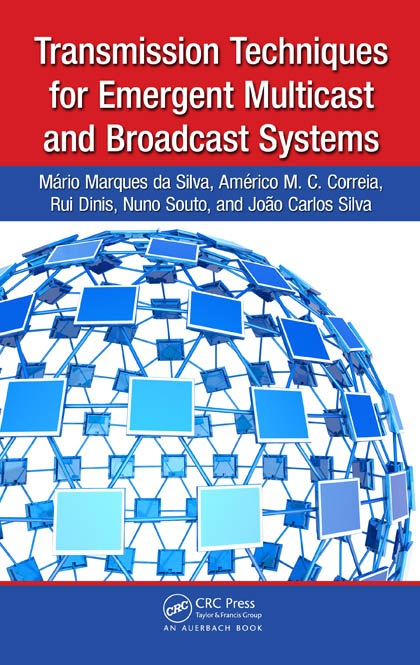 Transmission Techniques
for Emergent Multicast
and Broadcast Systems
Mário Marques da Silva, Américo M. C. Correia,
Rui Dinis, Nuno Souto, and João Carlos Silva
CRC
CRC Press
Taylor & Francis Group
AN AUERBACH BOOK